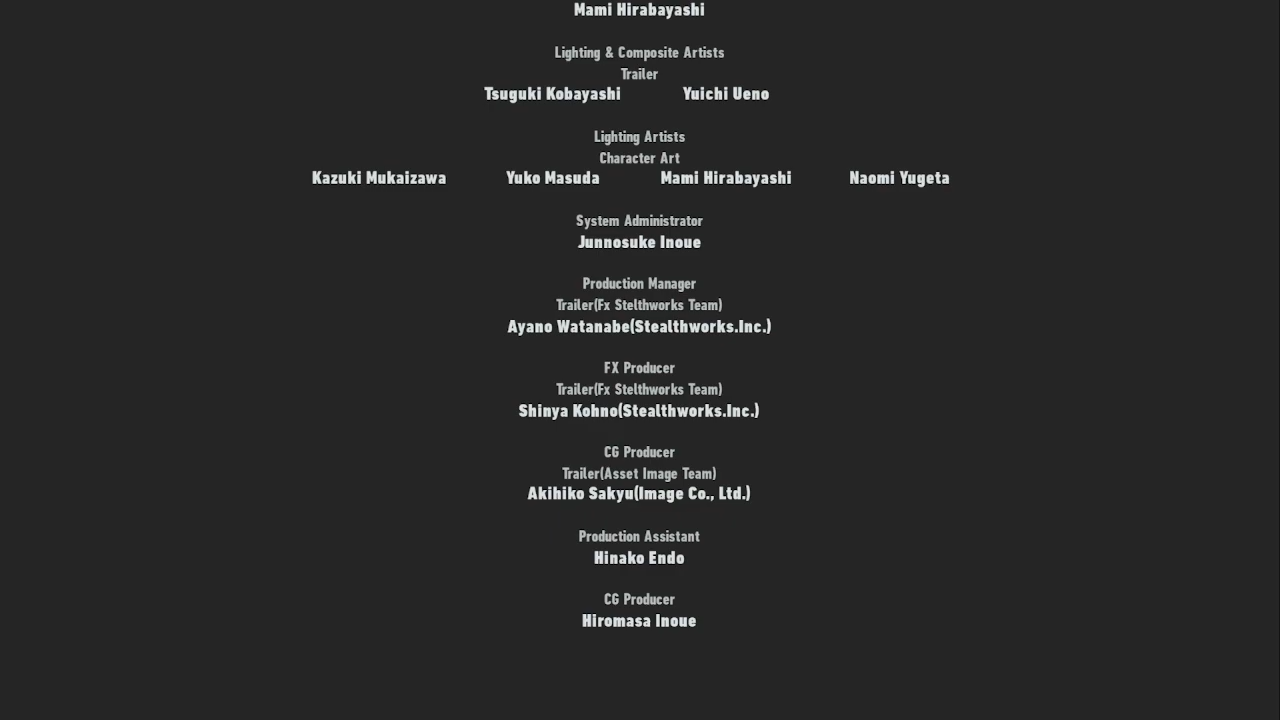 Mami Hirabayashi
Lighting & Composite Artists
Trailer
Tsuguki Kobayashi Yuichi Ueno
Lighting Artists
Character Art
Kazuki Mukaizawa Yuko Masuda Mami Hirabayashi Naomi Yugeta
System Administrator
Junnosuke Inoue
Production Manager
Trailer(Fx Stelthworks Team)
Ayano Watanabe(Stealthworks.Inc.)
FX Producer
Trailer(Fx Stelthworks Team)
Shinya Kohno(Stealthworks.Inc.)
CG Producer
Trailer(Asset Image Team)
Akihiko Sakyu(Image Co., Ltd.)
Production Assistant
Hinako Endo
CG Producer
Hiromasa Inoue